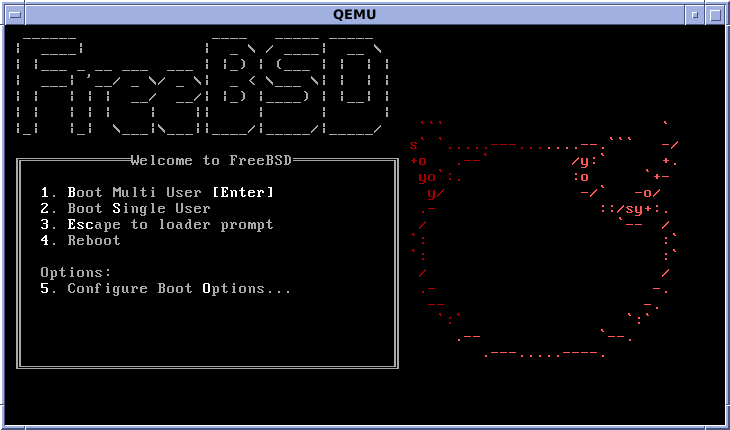 QEMU
FreeBSD
Welcome to FreeBSD
1. Boot Multi User [Enter]
2. Boot Single User
3. Escape to loader prompt
4. Reboot
Options:
5. Configure Boot Options...